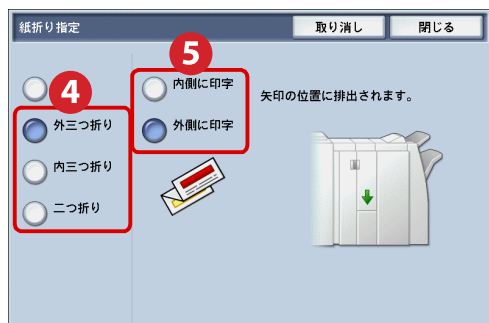 紙折り指定
取り消し
閉じる
4
5
外三つ折り
内三つ折り
二つ折り
内側に印字
外側に印字
矢印の位置に排出されます。